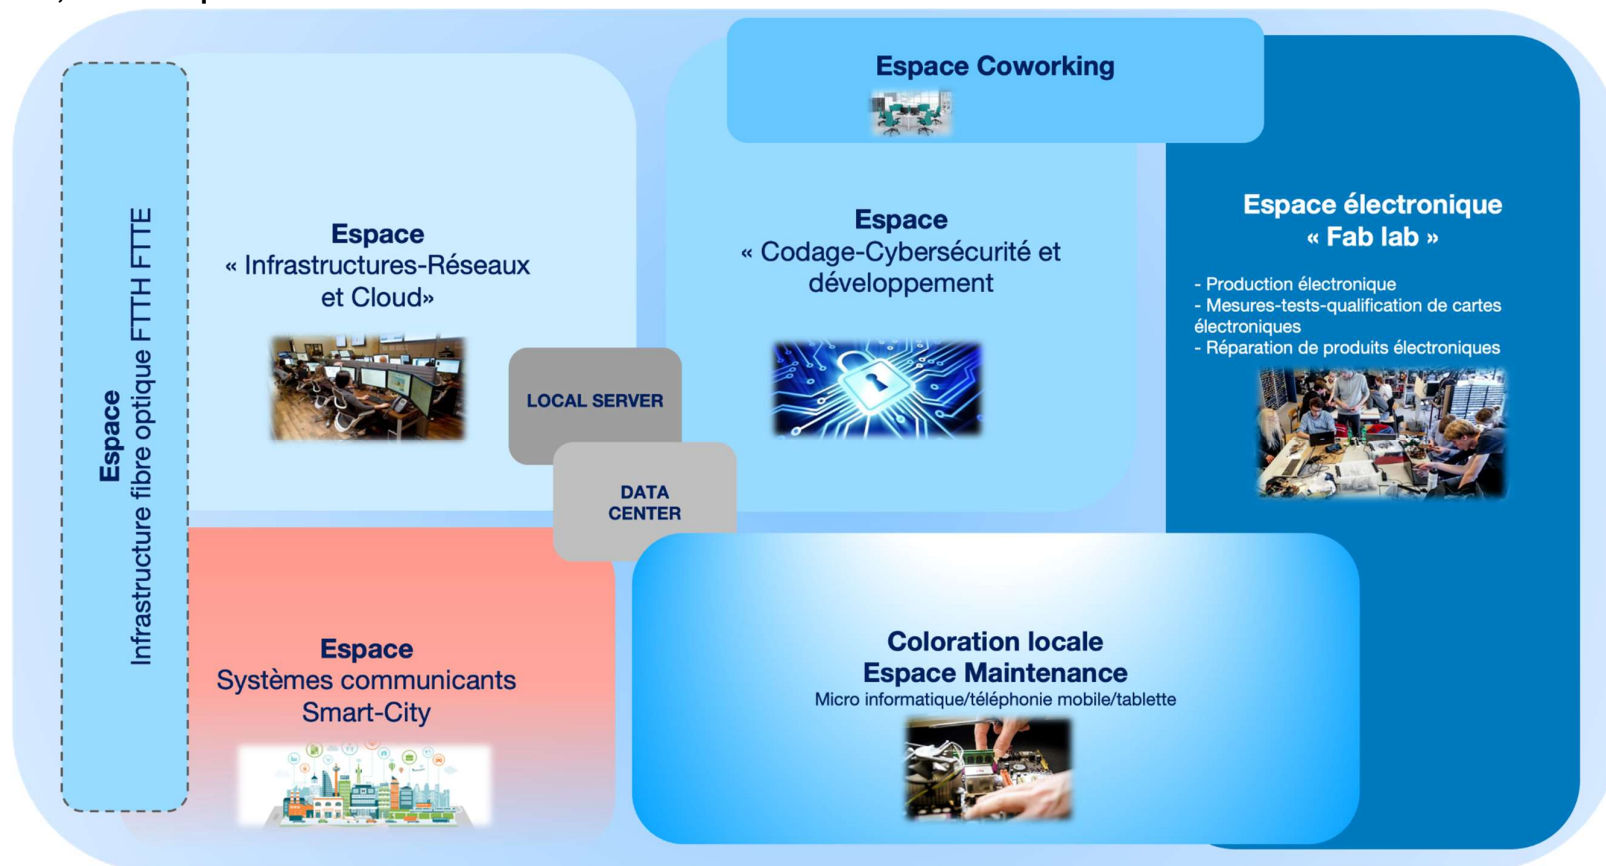 Espace
Infrastructure fibre optique FTTH FTTE
Espace
« Infrastructures-Réseaux
et Cloud»
Espace Coworking
Espace
« Codage-Cybersécurité et
développement
Espace électronique
« Fab lab »
- Production électronique
- Mesures-tests-qualification de cartes
électroniques
- Réparation de produits électroniques
LOCAL SERVER
DATA
CENTER
Espace
Systèmes communicants
Smart-City
Coloration locale
Espace Maintenance
Micro informatique/téléphonie mobile/tablette